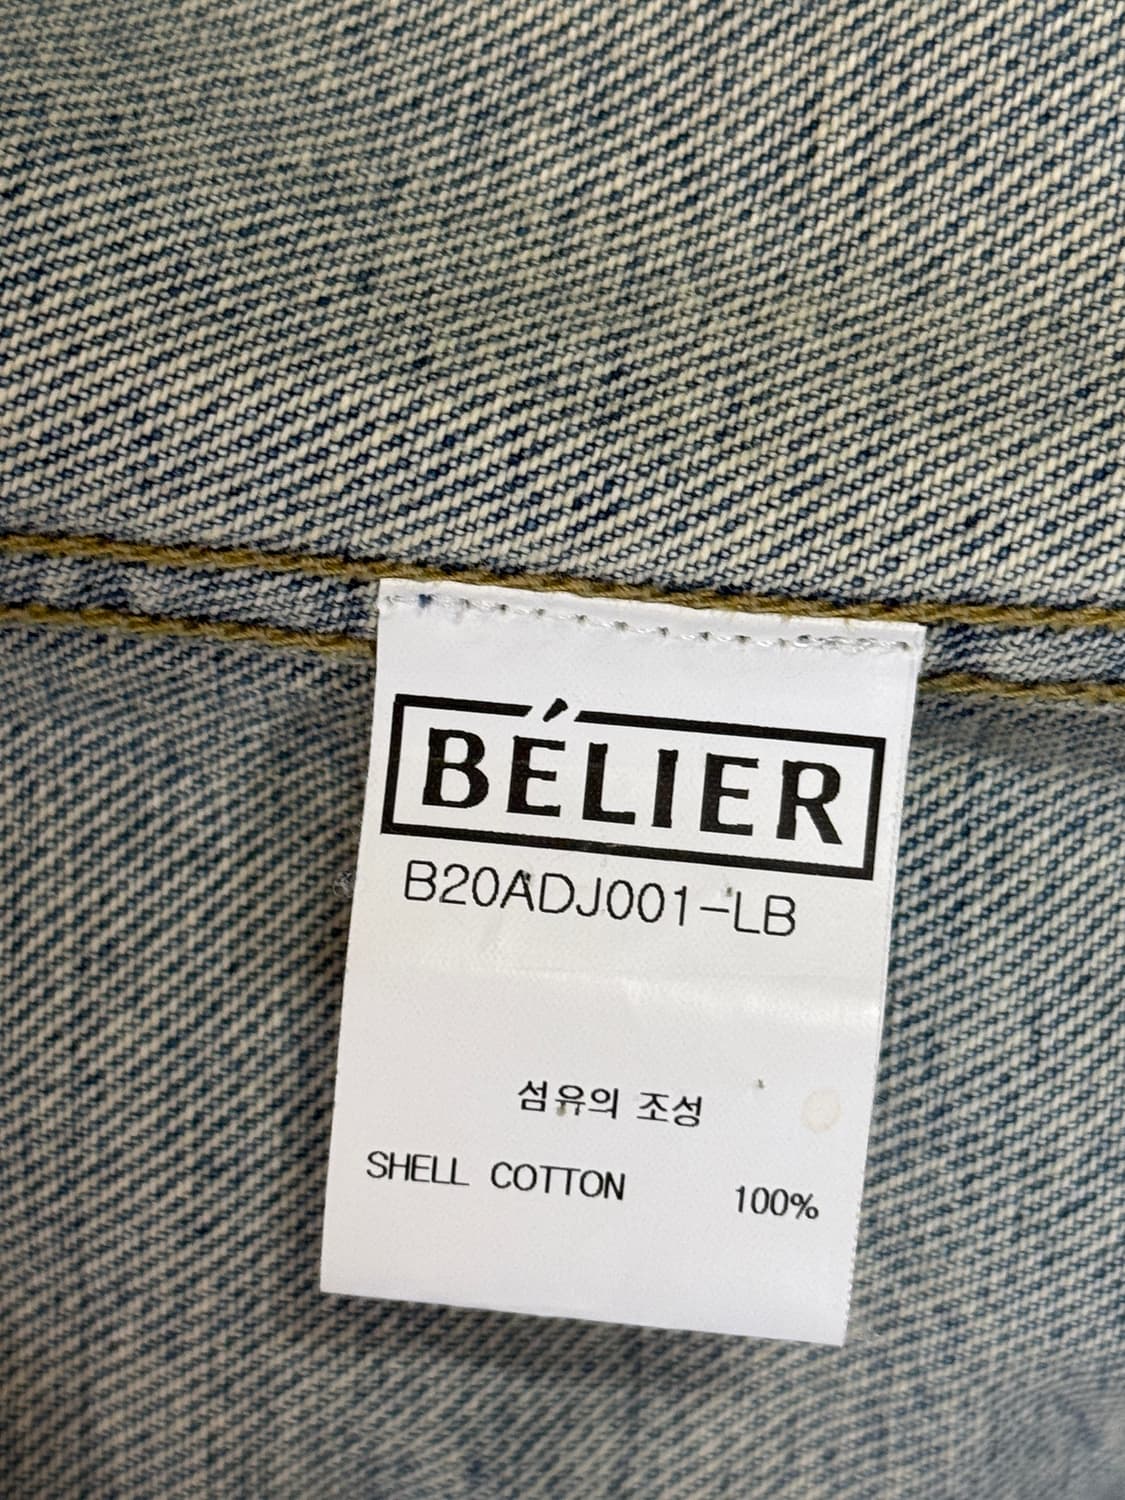 BÉLIER
B20ADJ001-LB
섬유의 조성
SHELL COTTON 100%